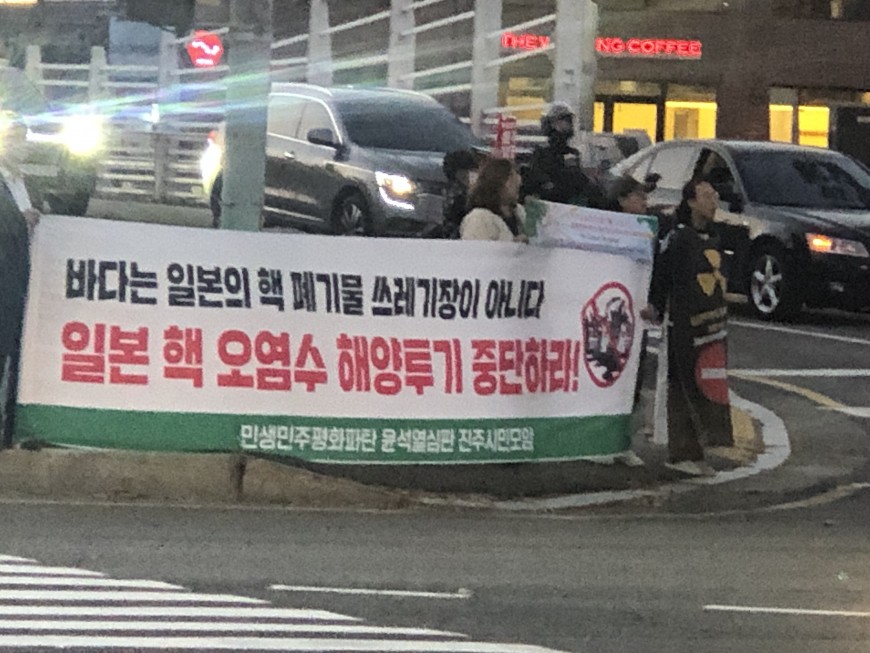 COFFEE
바다는 일본의 핵 폐기물 쓰레기장이 아니다
일본 핵 오염수 해양투기 중단하라!
민생민주평화파탄 윤석열심판 진주시민모임